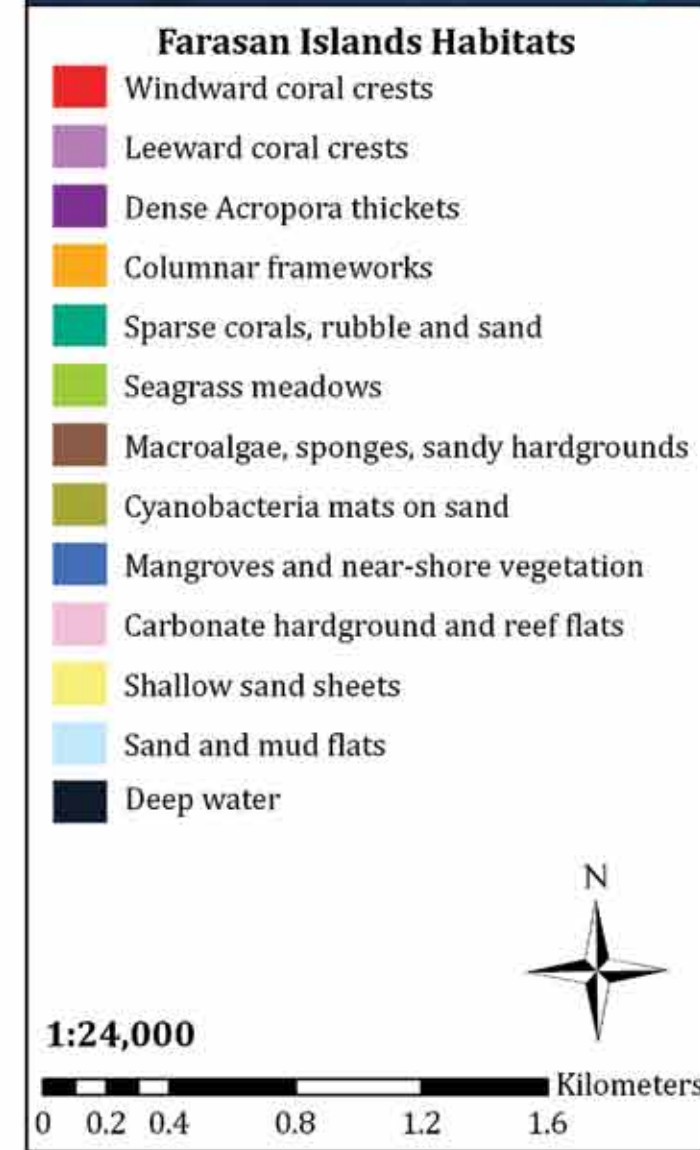 Farasan Islands Habitats
Windward coral crests
Leeward coral crests
Dense Acropora thickets
Columnar frameworks
Sparse corals, rubble and sand
Seagrass meadows
Macroalgae, sponges, sandy hardgrounds
Cyanobacteria mats on sand
Mangroves and near-shore vegetation
Carbonate hardground and reef flats
Shallow sand sheets
Sand and mud flats
Deep water
N
1:24,000
Kilometers
0 0.2 0.4 0.8 1.2 1.6